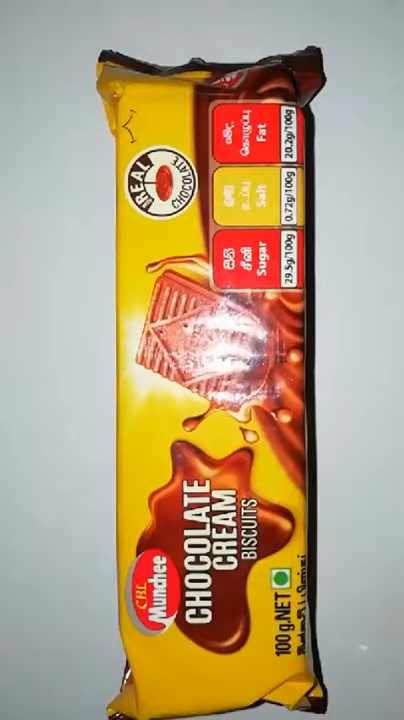 CBL
Munchee
CHOCOLATE
CREAM
BISCUITS
100 g.NET
REAL
CHOCOLATE
සීනි
சீனி
Sugar
29.5g/100g
ලුණු
உப்பு
Salt
0.72g/100g
මේද
கொழுப்பு
Fat
20.2g/100g